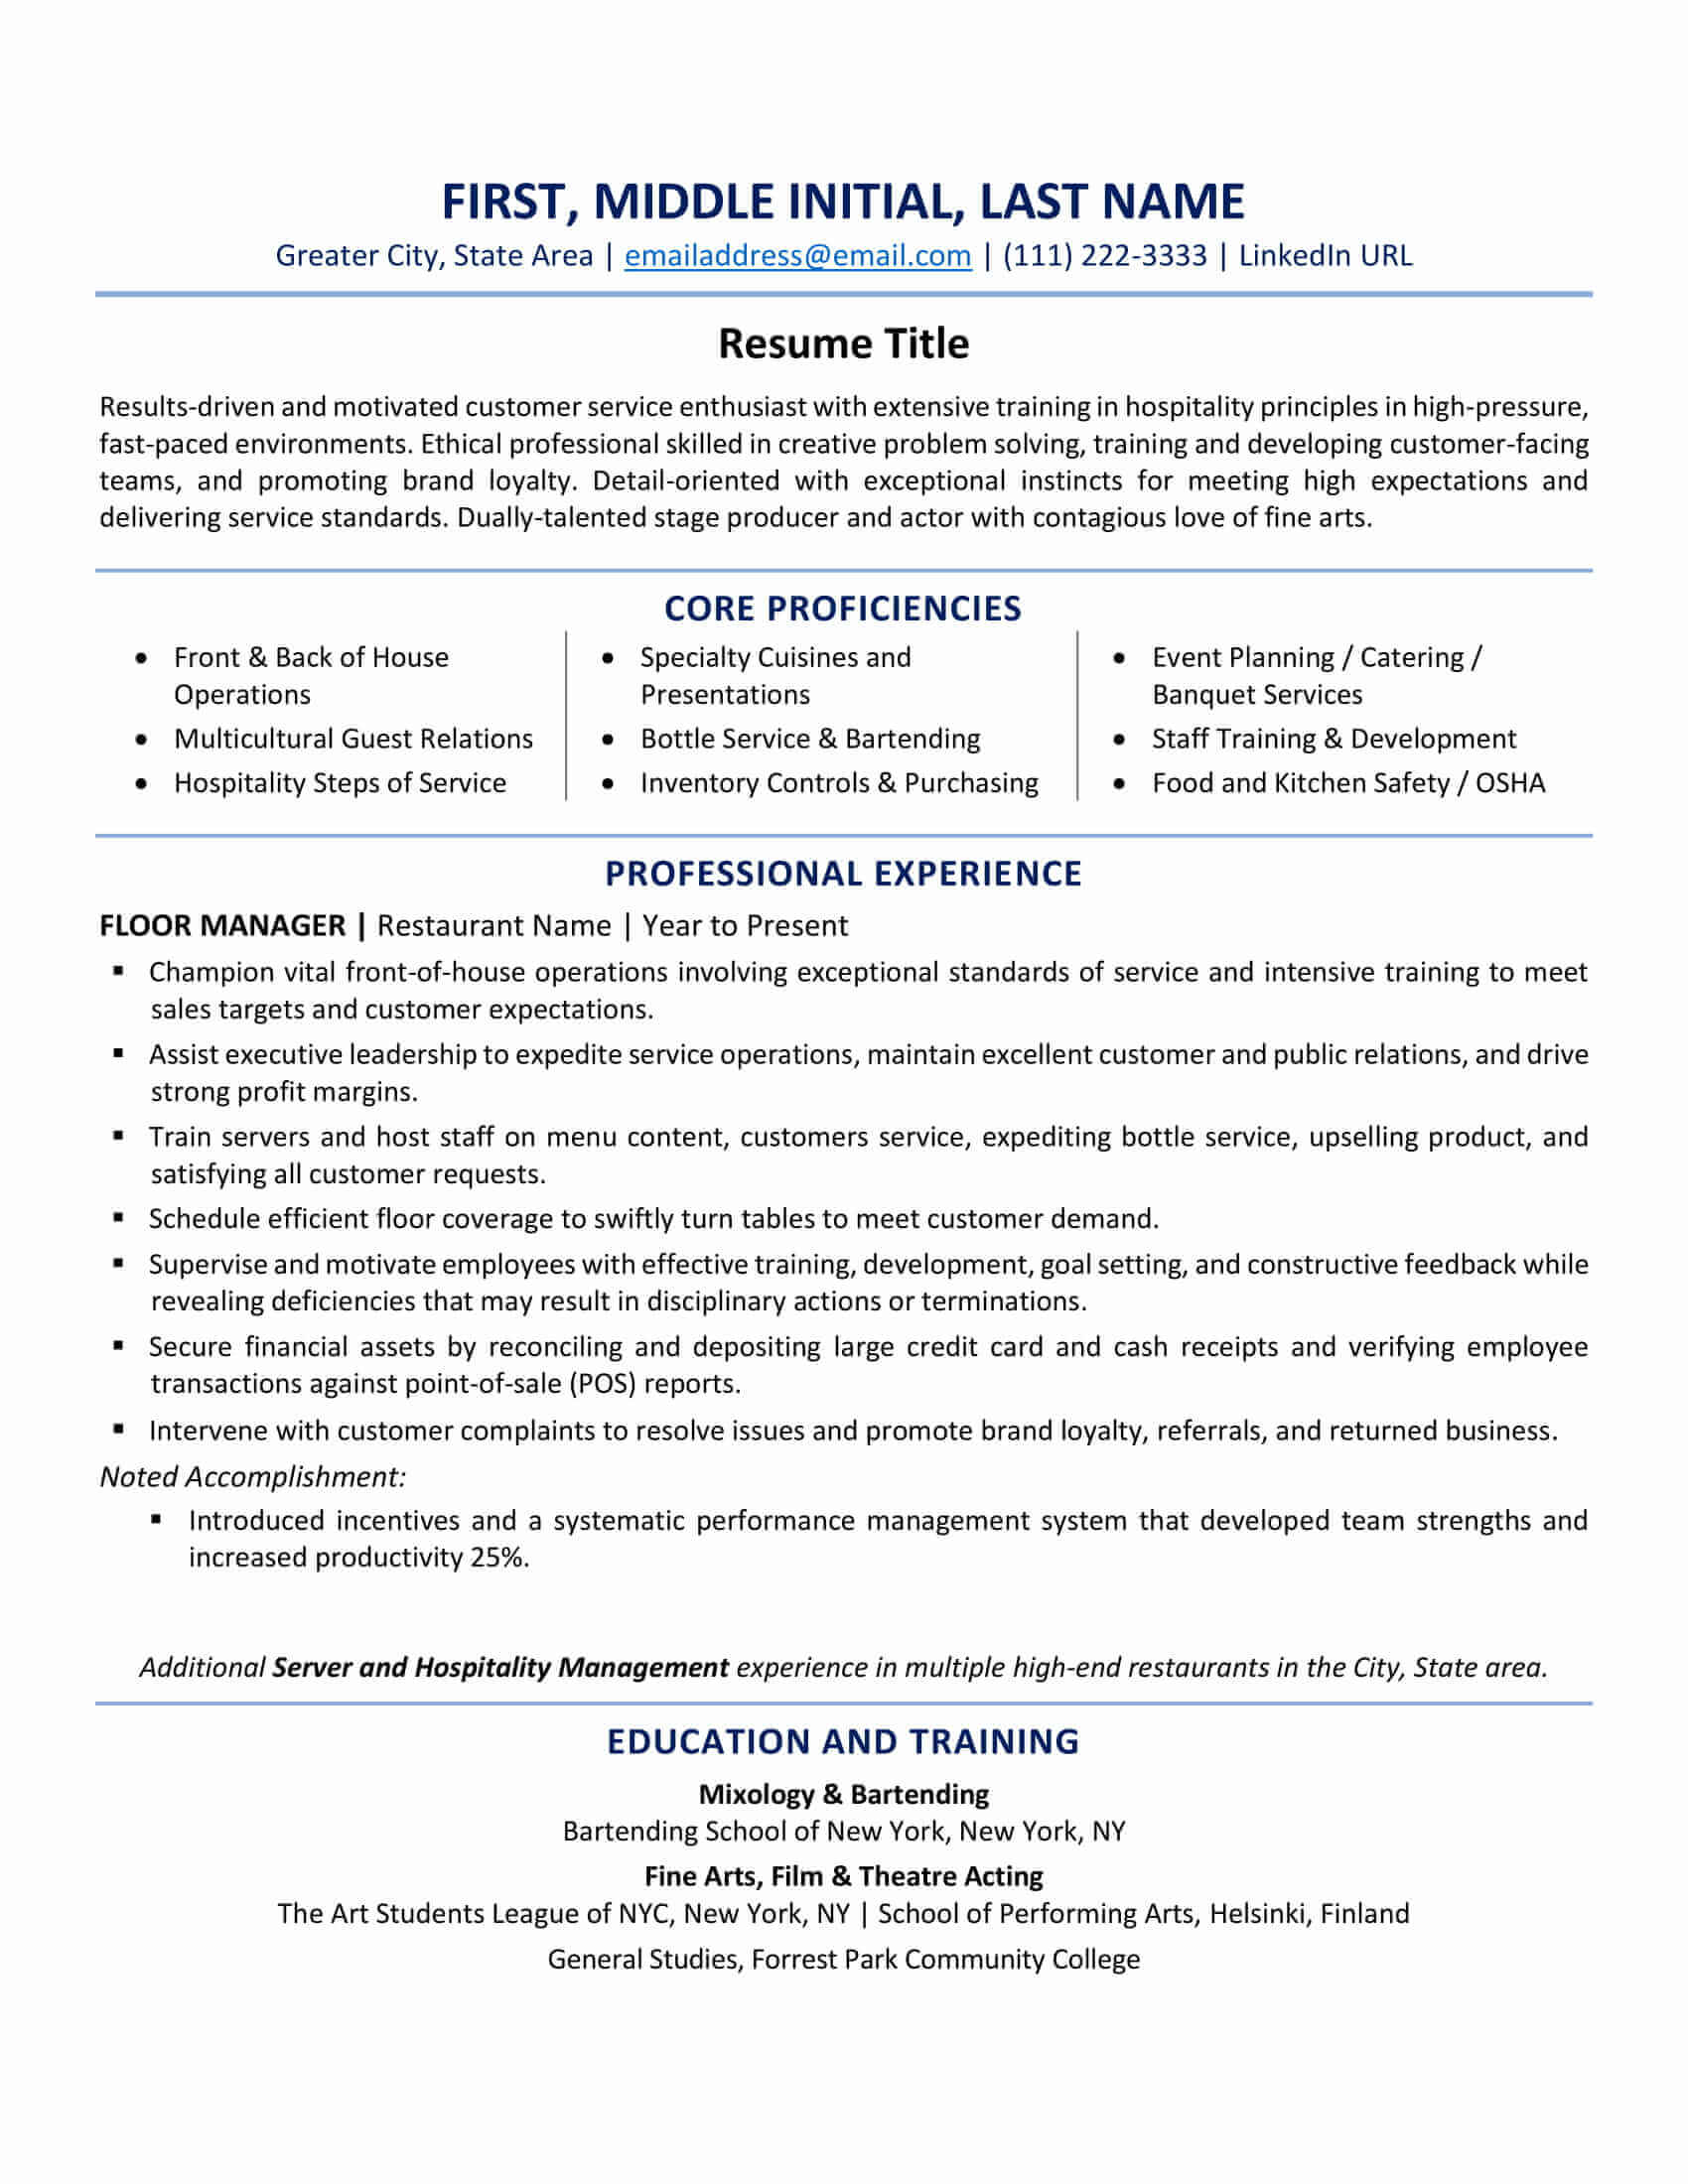 FIRST, MIDDLE INITIAL, LAST NAME
Greater City, State Area | emailaddress@email.com | (111) 222-3333 | LinkedIn URL
Resume Title
Results-driven and motivated customer service enthusiast with extensive training in hospitality principles in high-pressure,
fast-paced environments. Ethical professional skilled in creative problem solving, training and developing customer-facing
teams, and promoting brand loyalty. Detail-oriented with exceptional instincts for meeting high expectations and
delivering service standards. Dually-talented stage producer and actor with contagious love of fine arts.
CORE PROFICIENCIES
• Front & Back of House
Operations
• Multicultural Guest Relations
• Hospitality Steps of Service
• Specialty Cuisines and
Presentations
• Bottle Service & Bartending
• Inventory Controls & Purchasing
• Event Planning / Catering /
Banquet Services
• Staff Training & Development
• Food and Kitchen Safety / OSHA
PROFESSIONAL EXPERIENCE
FLOOR MANAGER | Restaurant Name | Year to Present
▪ Champion vital front-of-house operations involving exceptional standards of service and intensive training to meet
sales targets and customer expectations.
▪ Assist executive leadership to expedite service operations, maintain excellent customer and public relations, and drive
strong profit margins.
▪ Train servers and host staff on menu content, customers service, expediting bottle service, upselling product, and
satisfying all customer requests.
▪ Schedule efficient floor coverage to swiftly turn tables to meet customer demand.
▪ Supervise and motivate employees with effective training, development, goal setting, and constructive feedback while
revealing deficiencies that may result in disciplinary actions or terminations.
▪ Secure financial assets by reconciling and depositing large credit card and cash receipts and verifying employee
transactions against point-of-sale (POS) reports.
▪ Intervene with customer complaints to resolve issues and promote brand loyalty, referrals, and returned business.
Noted Accomplishment:
▪ Introduced incentives and a systematic performance management system that developed team strengths and
increased productivity 25%.
Additional Server and Hospitality Management experience in multiple high-end restaurants in the City, State area.
EDUCATION AND TRAINING
Mixology & Bartending
Bartending School of New York, New York, NY
Fine Arts, Film & Theatre Acting
The Art Students League of NYC, New York, NY | School of Performing Arts, Helsinki, Finland
General Studies, Forrest Park Community College